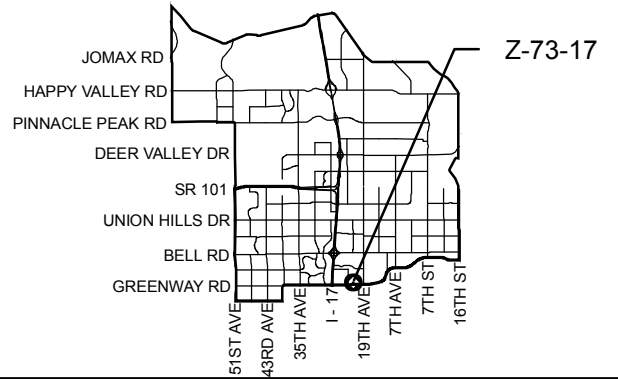 Z-73-17
JOMAX RD
HAPPY VALLEY RD
PINNACLE PEAK RD
DEER VALLEY DR
SR 101
UNION HILLS DR
BELL RD
GREENWAY RD
51ST AVE
43RD AVE
35TH AVE
I - 17
19TH AVE
7TH AVE
7TH ST
16TH ST